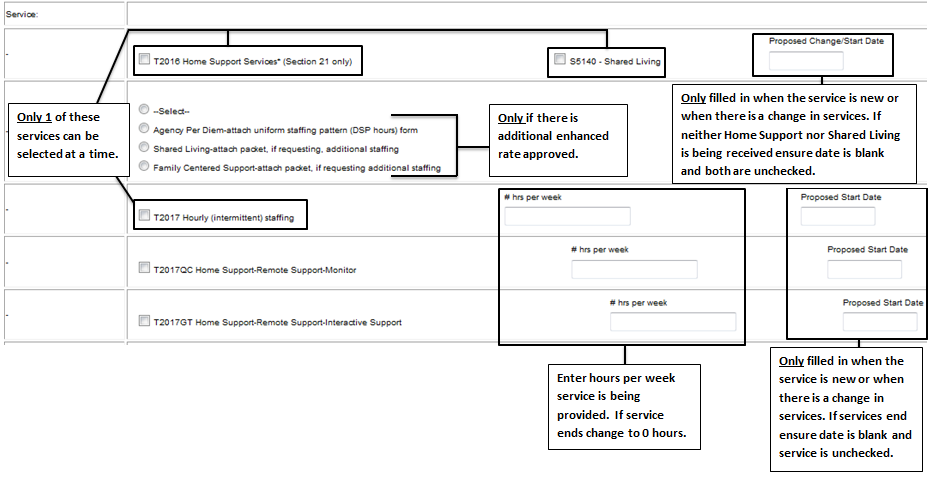 Service:
-
T2016 Home Support Services* (Section 21 only)
S5140 - Shared Living
Proposed Change/Start Date
Only 1 of these
services can be
selected at a time.
--Select--
Agency Per Diem-attach uniform staffing pattern (DSP hours) form
Shared Living-attach packet, if requesting, additional staffing
Family Centered Support-attach packet, if requesting additional staffing
Only if there is
additional enhanced
rate approved.
Only filled in when the service is new or
when there is a change in services. If
neither Home Support nor Shared Living
is being received ensure date is blank
and both are unchecked.
-
T2017 Hourly (intermittent) staffing
# hrs per week
Proposed Start Date
-
T2017QC Home Support-Remote Support-Monitor
# hrs per week
Proposed Start Date
-
T2017GT Home Support-Remote Support-Interactive Support
# hrs per week
Proposed Start Date
Enter hours per week
service is being
provided. If service
ends change to 0 hours.
Only filled in when the
service is new or when
there is a change in
services. If services end
ensure date is blank and
service is unchecked.